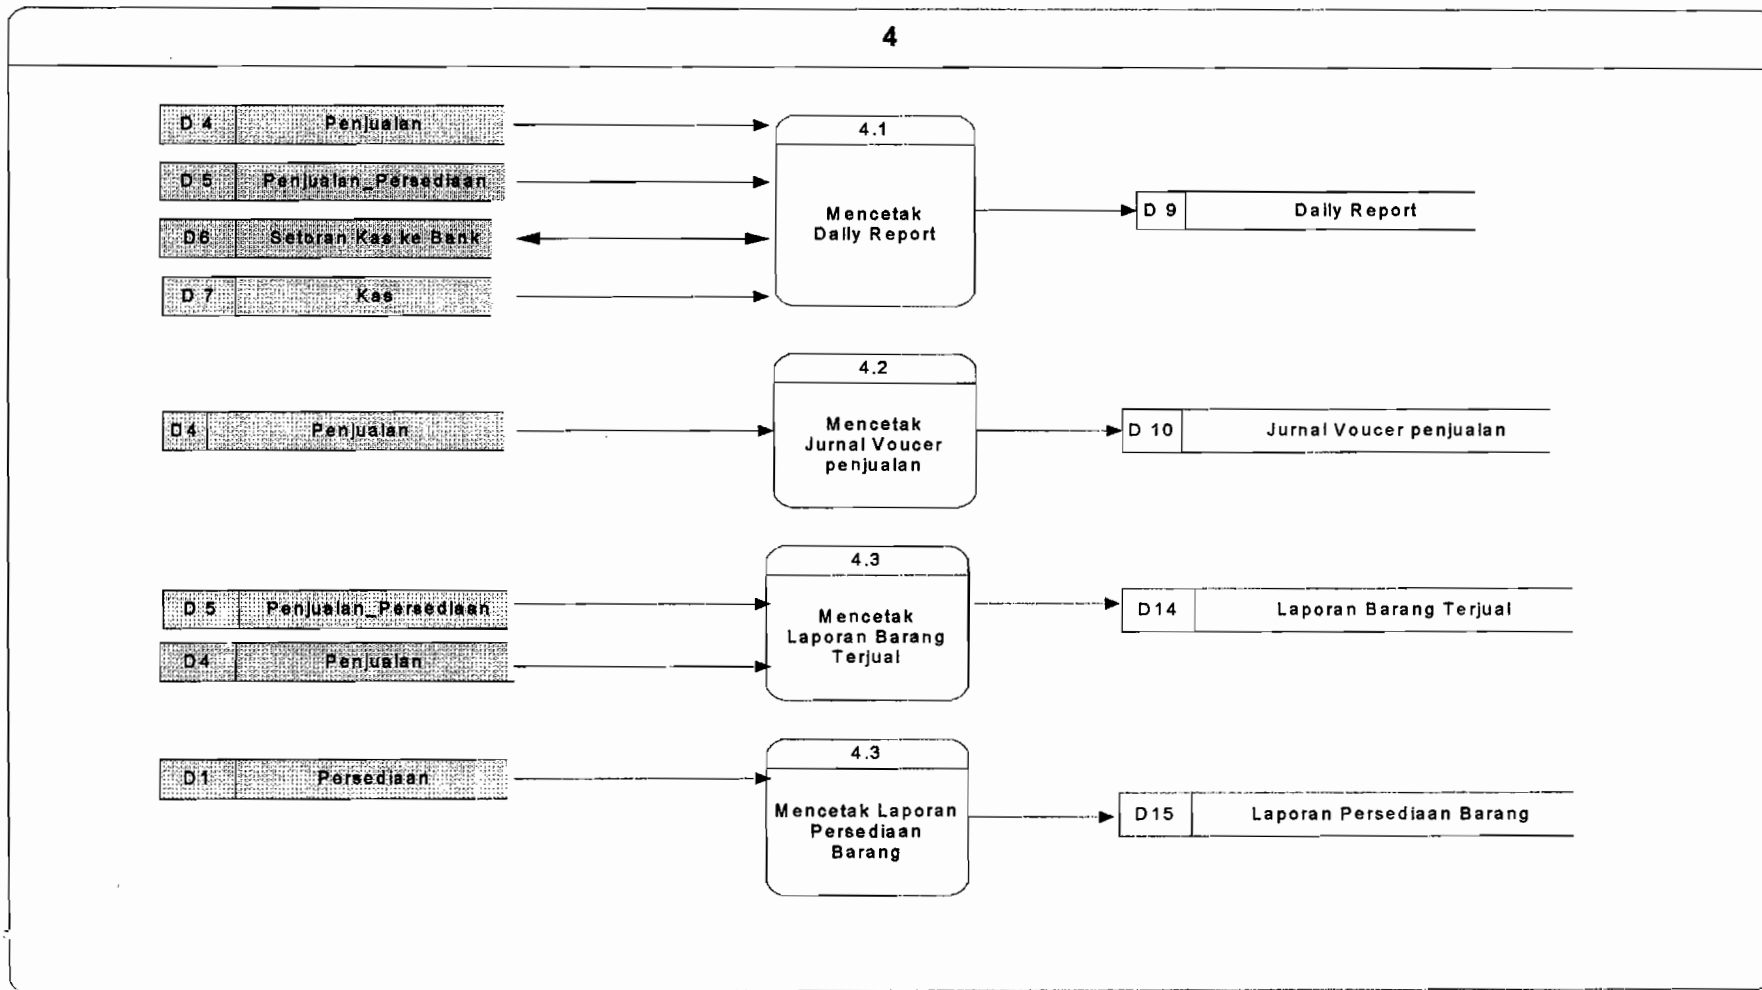 4
D 4 Penjualan
D 5 Penjualan_Persediaan
D6 Setoran Kas ke Bank
D 7 Kas
4.1
Mencetak
Daily Report
D 9 Daily Report
D4 Penjualan
4.2
Mencetak
Jurnal Voucer
penjualan
D 10 Jurnal Voucer penjualan
D 5 Penjualan_Persediaan
D4 Penjualan
4.3
Mencetak
Laporan Barang
Terjual
D14 Laporan Barang Terjual
D1 Persediaan
4.3
Mencetak Laporan
Persediaan
Barang
D15 Laporan Persediaan Barang